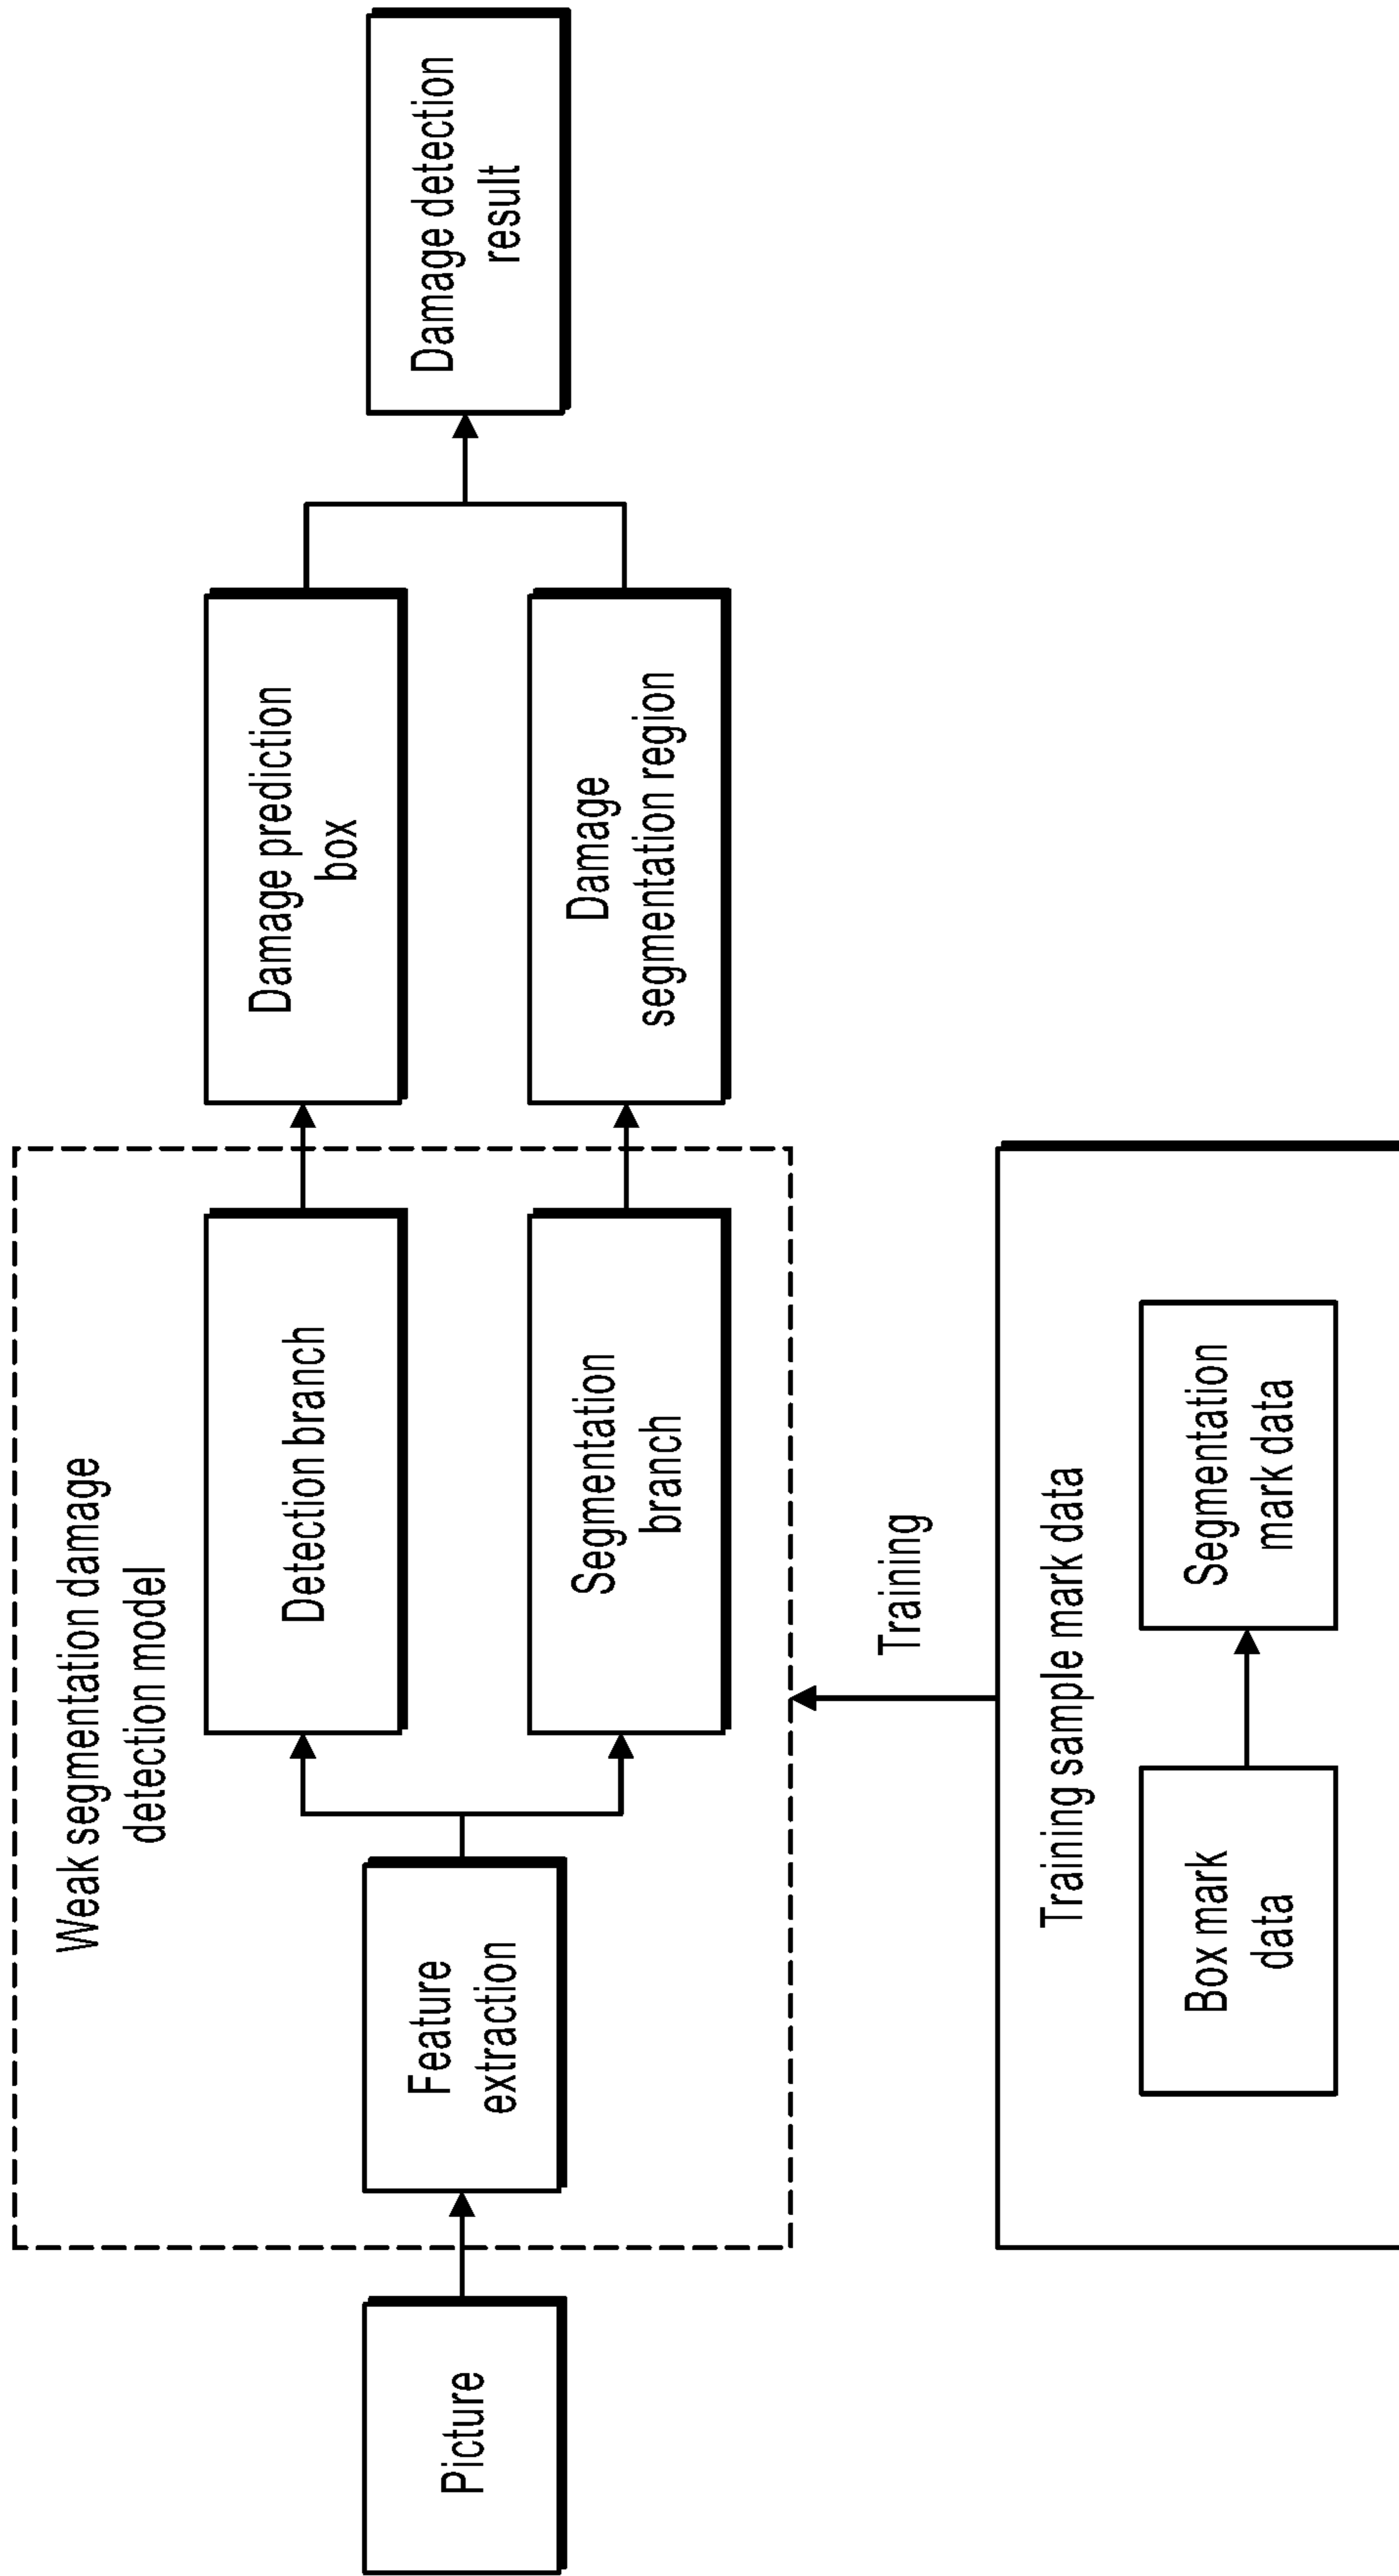 Picture
Weak segmentation damage
detection model
Feature
extraction
Detection branch
Segmentation
branch
Damage prediction
box
Damage
segmentation region
Damage detection
result
Training
Training sample mark data
Box mark
data
Segmentation
mark data